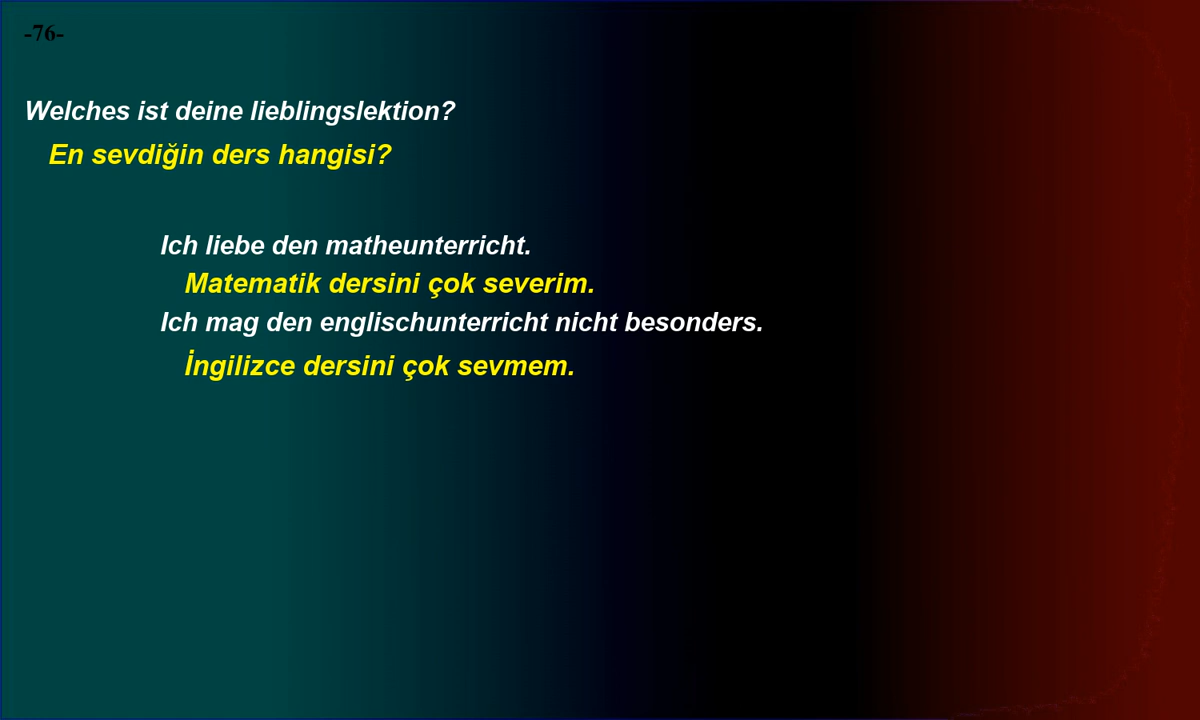 -76-
Welches ist deine lieblingslektion?
En sevdiğin ders hangisi?
Ich liebe den matheunterricht.
Matematik dersini çok severim.
Ich mag den englischunterricht nicht besonders.
İngilizce dersini çok sevmem.